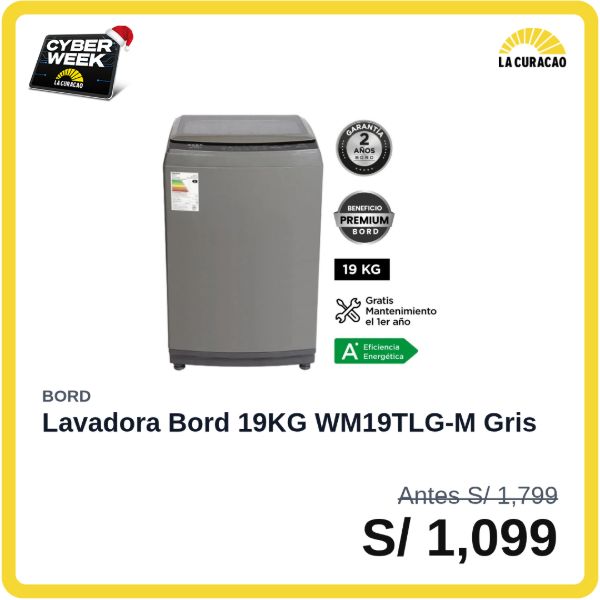 CYBER
WEEK
LA CURACAO
LA CURACAO
GARANTÍA
2
AÑOS
BORD
BENEFICIO
PREMIUM
BORD
19 KG
Gratis
Mantenimiento
el 1er año
A+ Eficiencia
Energética
BORD
Lavadora Bord 19KG WM19TLG-M Gris
Antes S/ 1,799
S/ 1,099